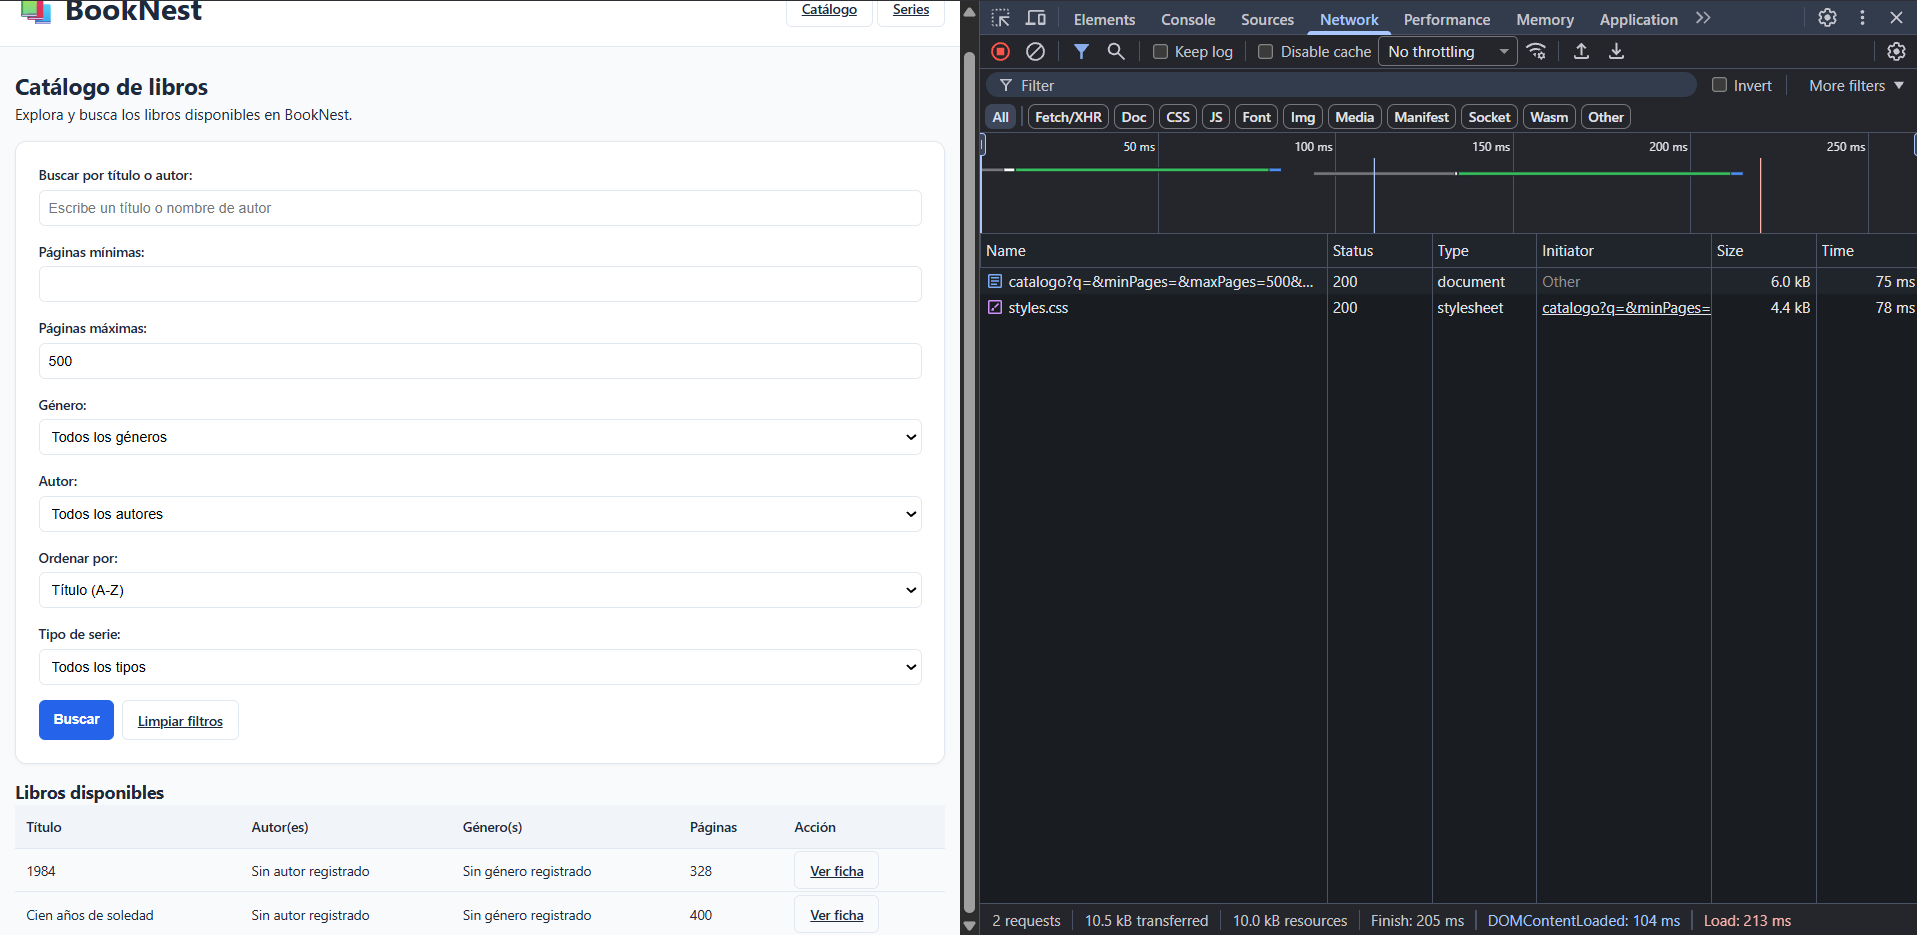 BookNest
Catálogo
Series
Catálogo de libros
Explora y busca los libros disponibles en BookNest.
Buscar por título o autor:
Escribe un título o nombre de autor
Páginas mínimas:
Páginas máximas:
500
Género:
Todos los géneros
Autor:
Todos los autores
Ordenar por:
Título (A-Z)
Tipo de serie:
Todos los tipos
Buscar
Limpiar filtros
Libros disponibles
Título Autor(es) Género(s) Páginas Acción
1984 Sin autor registrado Sin género registrado 328 Ver ficha
Cien años de soledad Sin autor registrado Sin género registrado 400 Ver ficha
Elements Console Sources Network Performance Memory Application
Keep log Disable cache No throttling
Filter Invert More filters
All Fetch/XHR Doc CSS JS Font Img Media Manifest Socket Wasm Other
50 ms 100 ms 150 ms 200 ms 250 ms
Name Status Type Initiator Size Time
catalogo?q=&minPages=&maxPages=500&... 200 document Other 6.0 kB 75 ms
styles.css 200 stylesheet catalogo?q=&minPages= 4.4 kB 78 ms
2 requests 10.5 kB transferred 10.0 kB resources Finish: 205 ms DOMContentLoaded: 104 ms Load: 213 ms